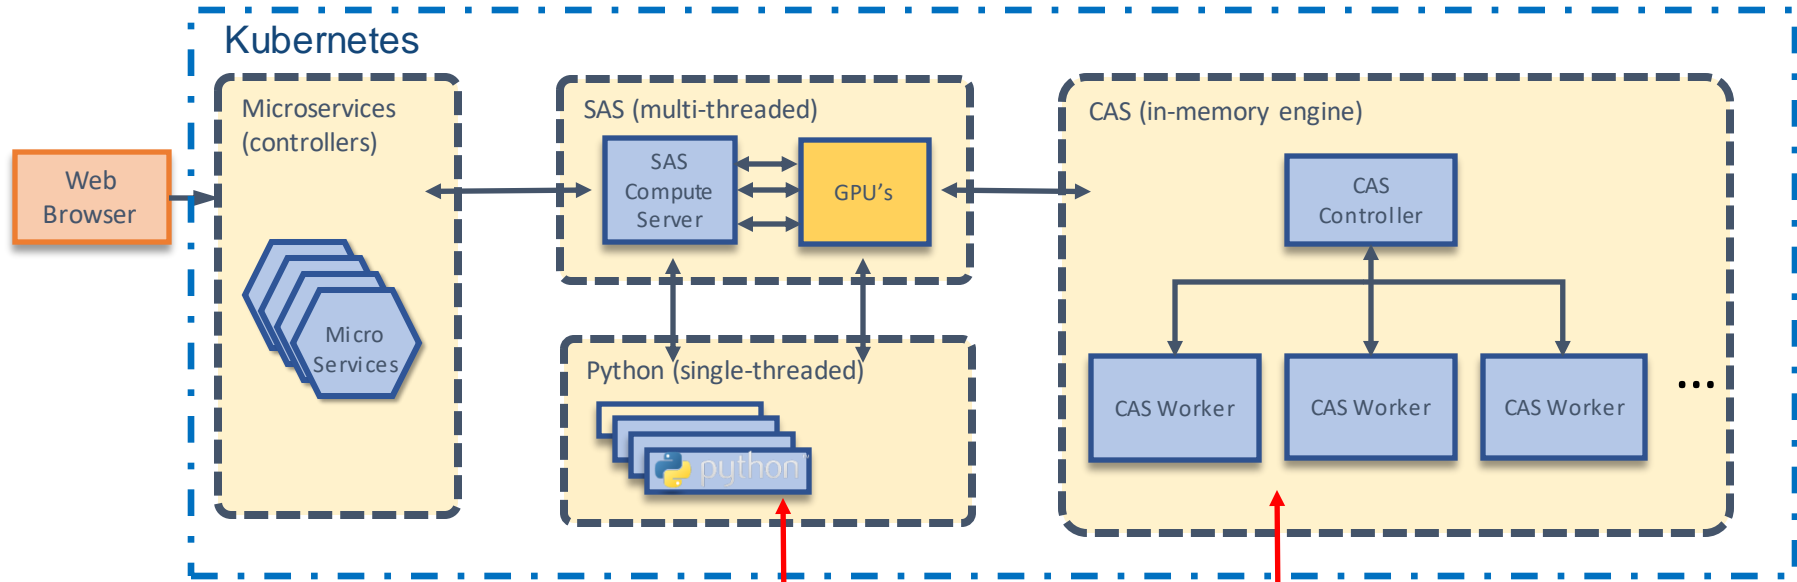 Kubernetes
Microservices
(controllers)
SAS (multi-threaded)
CAS (in-memory engine)
Web
Browser
SAS
Compute
Server
GPU's
CAS
Controller
Micro
Services
Python (single-threaded)
python
CAS Worker
CAS Worker
CAS Worker
...